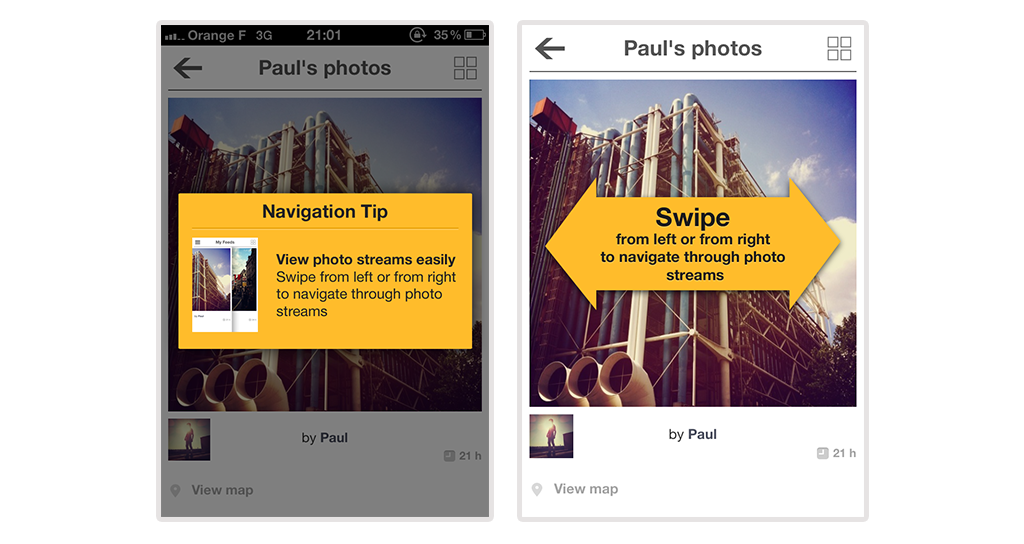 Orange F 3G 21:01 35%
Paul's photos
Navigation Tip
My Feeds
View photo streams easily
Swipe from left or from right
to navigate through photo
streams
by Paul
21 h
View map
Paul's photos
Swipe
from left or from right
to navigate through photo
streams
by Paul
21 h
View map